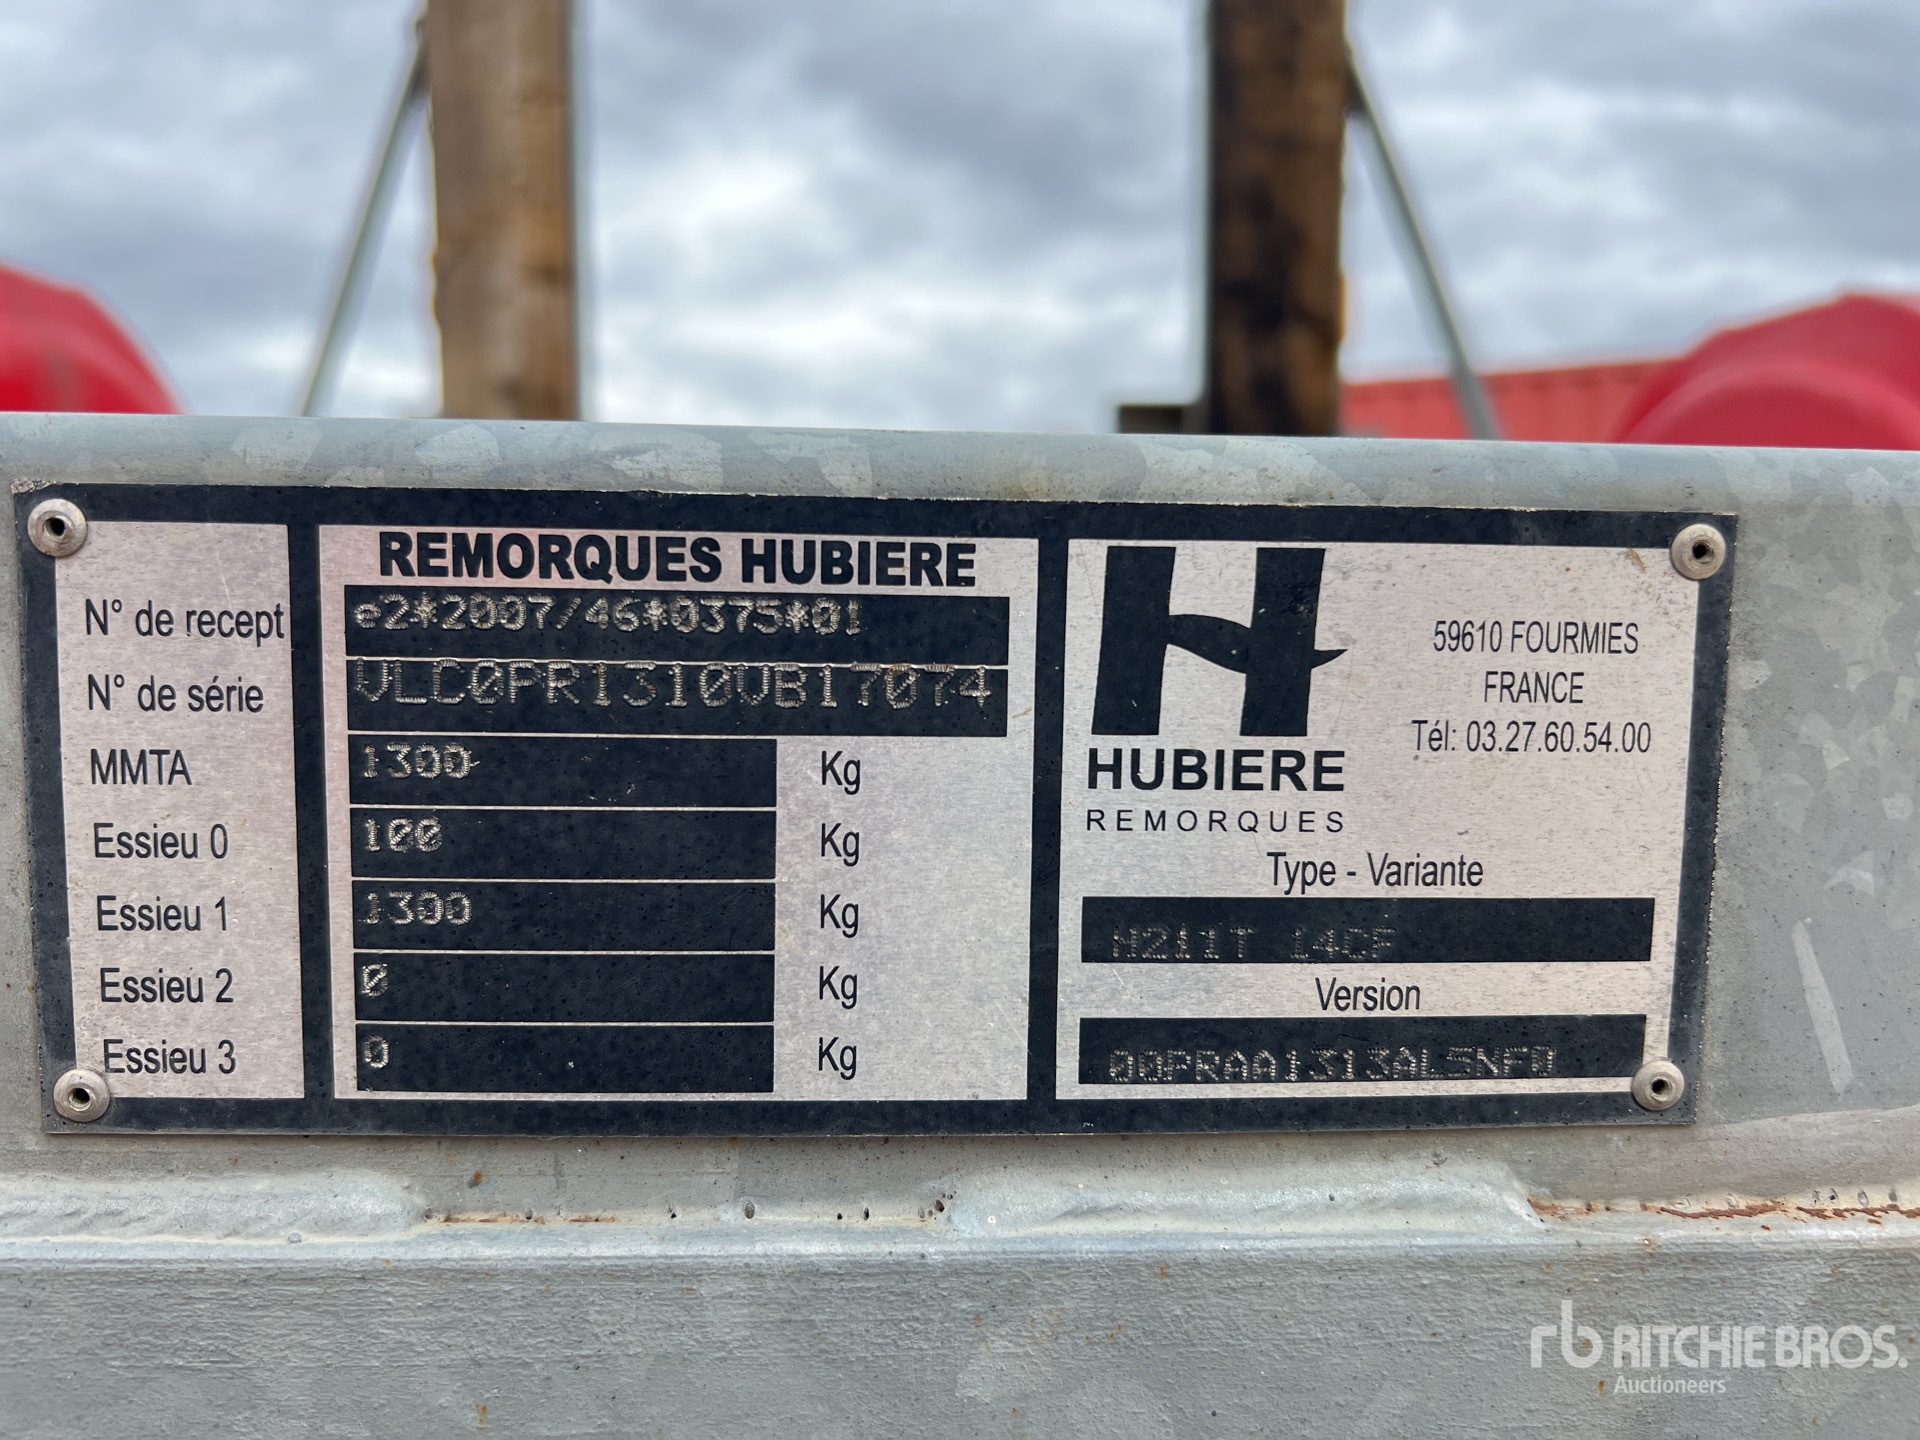 REMORQUES HUBIERE
N° de recept e2*2007/46*0375*01
N° de série VLC0PR1310VB17074
MMTA 1300 Kg
Essieu 0 100 Kg
Essieu 1 1300 Kg
Essieu 2 0 Kg
Essieu 3 0 Kg
H
HUBIERE
REMORQUES
59610 FOURMIES
FRANCE
Tél: 03.27.60.54.00
Type - Variante
H211T 14CF
Version
00PRAA1313AL5NF0
rb RITCHIE BROS.
Auctioneers